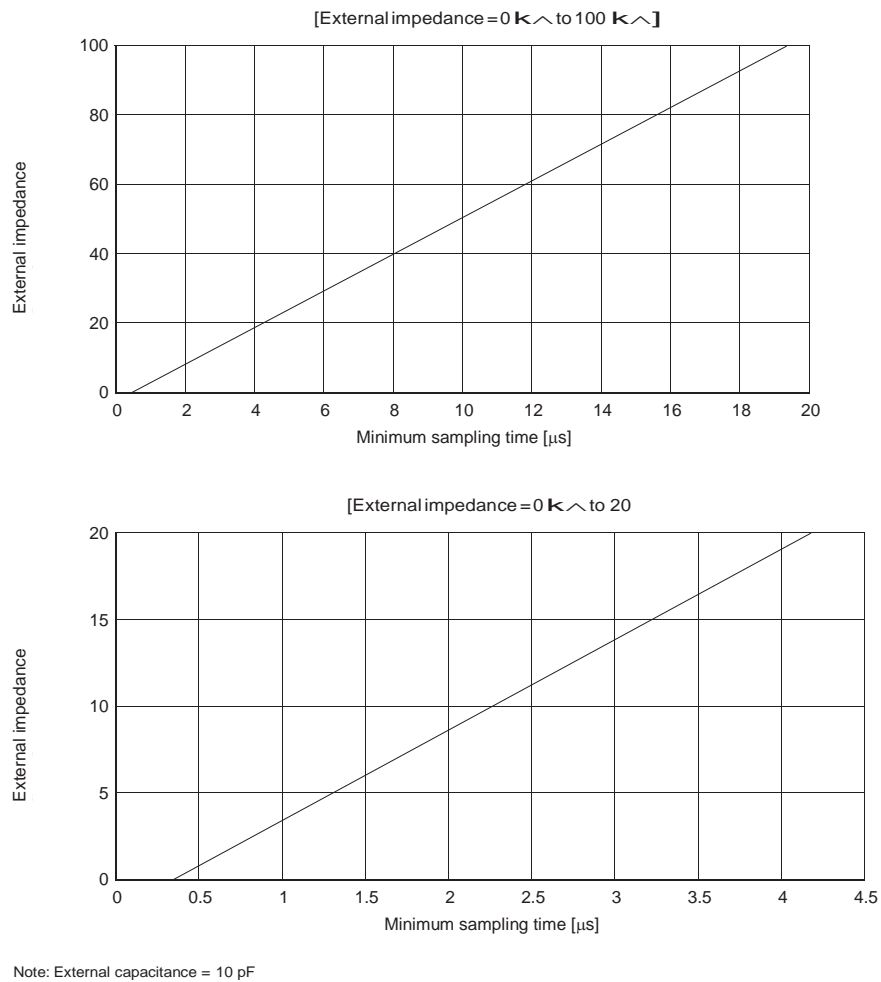 [External impedance = 0 k︿ to 100 k︿]
100
80
60
40
20
0
External impedance
0 2 4 6 8 10 12 14 16 18 20
Minimum sampling time [μs]
[External impedance = 0 k︿ to 20
20
15
10
5
0
External impedance
0 0.5 1 1.5 2 2.5 3 3.5 4 4.5
Minimum sampling time [μs]
Note: External capacitance = 10 pF